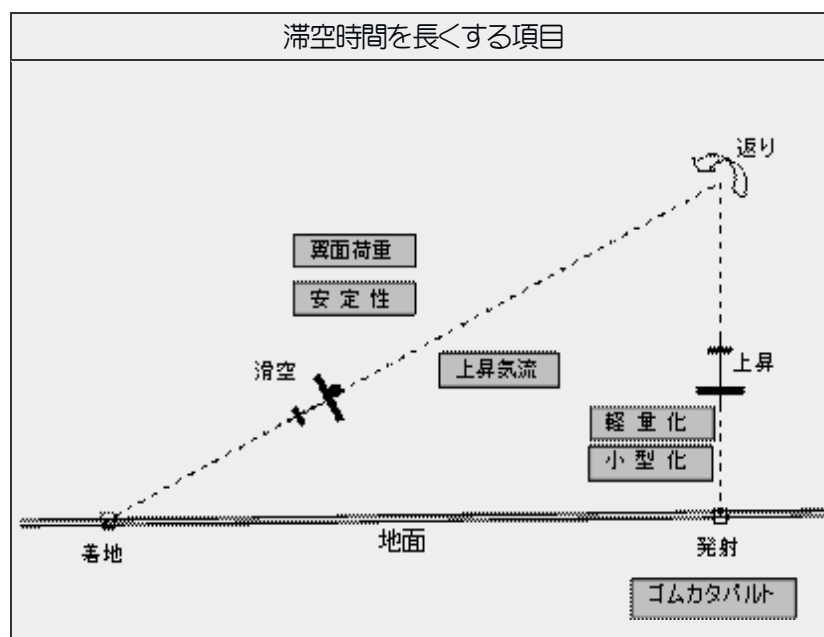 滞空時間を長くする項目
返り
翼面荷重
安定性
滑空
上昇気流
上昇
軽量化
小型化
着地
地面
発射
ゴムカタパルト